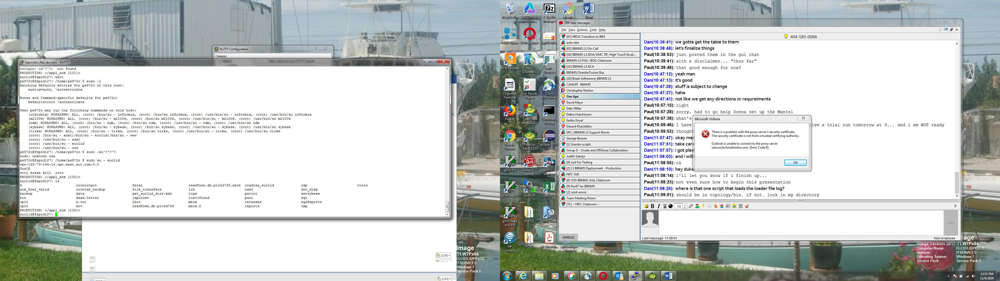 PuTTY Configuration
Category:
fspcmdb1.ffdc.sbc.com - PuTTY
nologin: cd^?^?:  not found
PRODUCTION: </appl_atm [131]>
euclid@fsprd127: exit
pe972c@fsprd127: /home/pe972c $ sudo -l
Matching Defaults entries for pe972c on this host:
syslog=auth, !authenticate
Runas and Command-specific defaults for pe972c:
Defaults>root !authenticate
User pe972c may run the following commands on this host:
(informix) NOPASSWD: ALL, (root) /bin/su - informix, (root) /bin/su informix, (root) /usr/bin/su - informix, (root) /usr/bin/su informix
(m21006) NOPASSWD: ALL, (root) /bin/su - m21006, (root) /bin/su m21006, (root) /usr/bin/su - m21006, (root) /usr/bin/su m21006
(ndm) NOPASSWD: ALL, (root) /bin/su - ndm, (root) /bin/su ndm, (root) /usr/bin/su - ndm, (root) /usr/bin/su ndm
(sybase) NOPASSWD: ALL, (root) /bin/su - sybase, (root) /bin/su sybase, (root) /usr/bin/su - sybase, (root) /usr/bin/su sybase
(tirks) NOPASSWD: ALL, (root) /bin/su - tirks, (root) /bin/su tirks, (root) /usr/bin/su - tirks, (root) /usr/bin/su tirks
(root) /bin/su - adsl;/bin/su - euclid;/bin/su - www
(root) /usr/bin/su - adsl
(root) /usr/bin/su - euclid
(root) /usr/bin/su - www
pe972c@fsprd127: /home/pe972c $ sudo -su^?^?^?
sudo: unknown use
pe972c@fsprd127: /home/pe972c $ sudo su - euclid
vpn-135-70-194-14.vpn.east.att.com:0.0
SunOS
stty erase kill  intr
PRODUCTION: </appl_atm [132]>
euclid@fsprd127: ls
X cronoutput fatal leadfree.db.plc4d749.save oradiag_euclid rsp tools
atm_frel_valid crontab_backup file_transfers lib oset set_disp
backup data get_euclid_dirs.ksh logs patrol setsybase
bin dead.letter jxplorer lost+found paul sql
cp12 e.out lbin mbox releases sqlReports
cp15 env leadfree.db.plc4d749 mbox.Z reports tmp
PRODUCTION: </appl_atm [133]>
euclid@fsprd127:
(Ctrl)
(Ctrl)
(Ctrl)
Image
T1.W7Px64
FLCDTL02PE972C
ITSERVICES
Windows 7
Service Pack 1
Recycle Bin
HP Unified Function...
7-Zip File Manager
git-gui -
Word
AT&T tSpace
Q Messenger
AppDetails...
AT&T Insider
Revo Uninstall...
bash - Shortcut
Cygwin64 Terminal
Run Results Viewer
Cisco AnyConnec
Firefox
Toad Data Modeler 6.1
Command Prompt
Google Chrome
Toad for Oracle 12.10
eclipse - CP
gVim 8.0
Veritas DLO Desktop ...
eulr (1) - Shortcut
gVim Easy 8.0
WinSCP
EXCEL
gVim Read only 8.0
PE972C
FTP Client
HP Connecti...
TOAD
git-cheatsh...
sqldeveloper - Shortcut
299 new messages
File View Actions Links Help
[87] #BOA Transition to IBM
auto-test
[65] BBNMS LS On-Call
[16] BBNMS-LS BOA/OMC TIF, High Touch Escal...
BBNMS-LS PAS / BOA Chatroom
[10] BBNMS-LS RCA
BBNMS/Granite/Fusion Bus
[19] Break Adherence_BBNMS LS
CANOPI  BBNMS
Christopher Norton
Dan Apa
David Mayo
Debi Miller
Debra Hutchinson
Earika Goyal
Eduard Khachetlov
ERC | BBNMS LS Support Room
George Barone
[1] Granite-scripts
Group D - Onsite and Offshore Collaboration
Judith Zabdyr
[9] Just For Testing
[2] LS BBNMS Deployment - Production
NDC GUI
[8] OSD BBNMS Only Chatroom
[9] RunIT for BBNMS
[2] runit-errors
Team Meeting Room
[71] ~ NDC Chatroom ~
UNREAD
404-585-0066
Dan(10:38:41): we gotta get the table to them
Dan(10:38:48): let's finialize things
Paul(10:38:53): just posted them in the gui chat
Paul(10:39:41): with a disclaimer... "thus far"
Paul(10:39:48): that good enough for now?
Dan(10:47:12): yeah man
Dan(10:47:13): it's good
Dan(10:47:26): stuff is subject to change
Dan(10:47:27): haha
Dan(10:47:41): not like we get any directions or requreiments
Paul(10:57:15): right
Paul(10:57:28): sorry, had to go help Donna set up the Mantel
Paul(10:57:38): what's
Paul(10:59:46): I have ive a trial run tomorrow at 9... and i am NOT ready
Paul(10:59:53): thought
Dan(11:07:47): okay ma
Dan(11:07:51): take car
Dan(11:07:57): i got ple
Dan(11:08:03): and i will
Paul(11:08:05): ok
Dan(11:08:10): hey duke
Paul(11:08:14): i'll let you know if i finish up...
Paul(11:08:23): not even sure how to begin this presentation
Dan(11:08:25): where is that one script that loads the loader file log?
Paul(11:09:01): should be in topology/bin. if not. look in my directory
Microsoft Outlook
There is a problem with the proxy server's security certificate.
The security certificate is not from a trusted certifying authority.
Outlook is unable to connect to the proxy server
ukowa.techmahindra.com. (Error Code 8).
OK
B I U 13
Send
Last message: 11:09:01
Non-employee
age
Image Version 2017.T1.W7Px64
Computer Name: FLCDTL02PE972C
Domain: ITSERVICES
Operating System: Windows 7
Service Pack: Service Pack 1
12:53 PM
12/4/2019